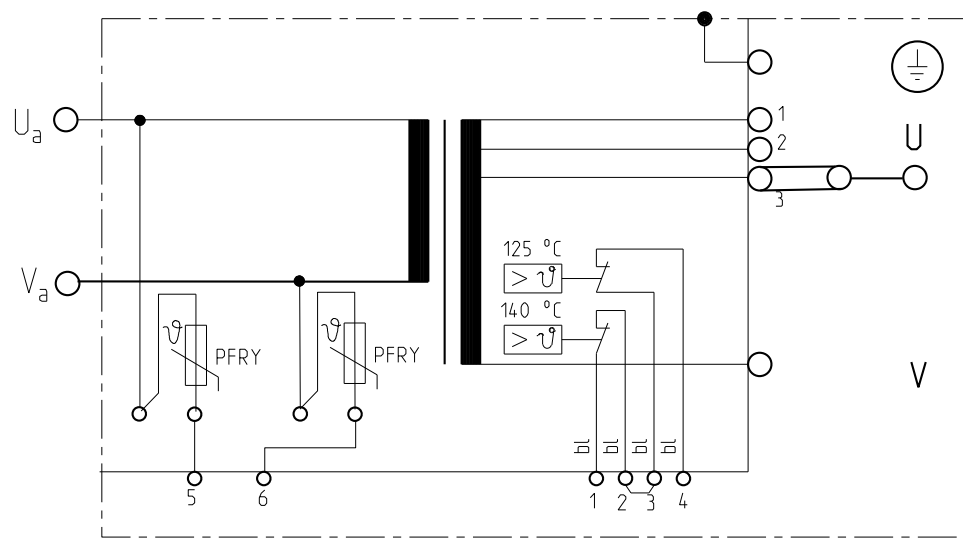 Ua
1
U
2
3
125 °C
Va
> ϑ
140 °C
ϑ PFRY
ϑ PFRY
> ϑ
V
bl bl bl bl
5 6 1 2 3 4